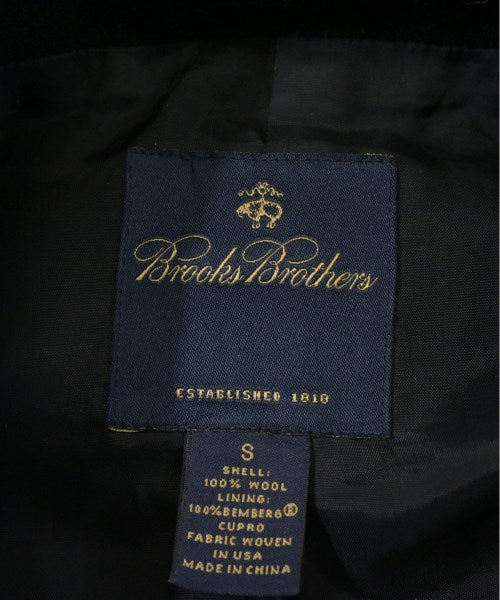 Brooks Brothers
ESTABLISHED 1818
S
SHELL:
100% WOOL
LINING:
100%BEMBERG®
CUPRO
FABRIC WOVEN
IN USA
MADE IN CHINA